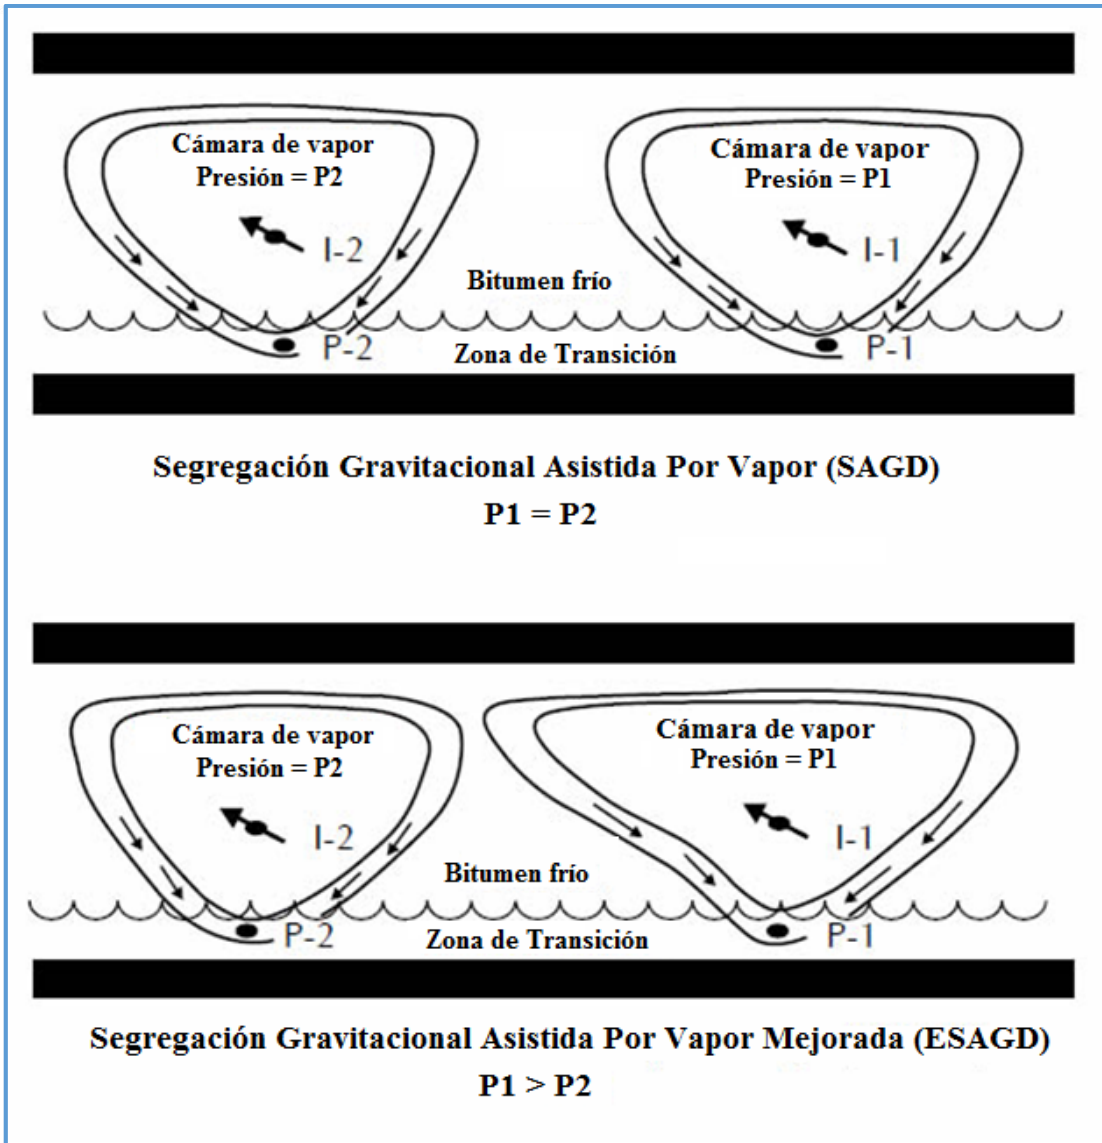 Cámara de vapor
Presión = P2
I-2
P-2
Cámara de vapor
Presión = P1
I-1
P-1
Bitumen frío
Zona de Transición
Segregación Gravitacional Asistida Por Vapor (SAGD)
P1 = P2
Cámara de vapor
Presión = P2
I-2
P-2
Cámara de vapor
Presión = P1
I-1
P-1
Bitumen frío
Zona de Transición
Segregación Gravitacional Asistida Por Vapor Mejorada (ESAGD)
P1 > P2